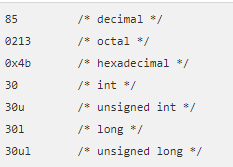 85 /* decimal */
0213 /* octal */
0x4b /* hexadecimal */
30 /* int */
30u /* unsigned int */
30l /* long */
30ul /* unsigned long */